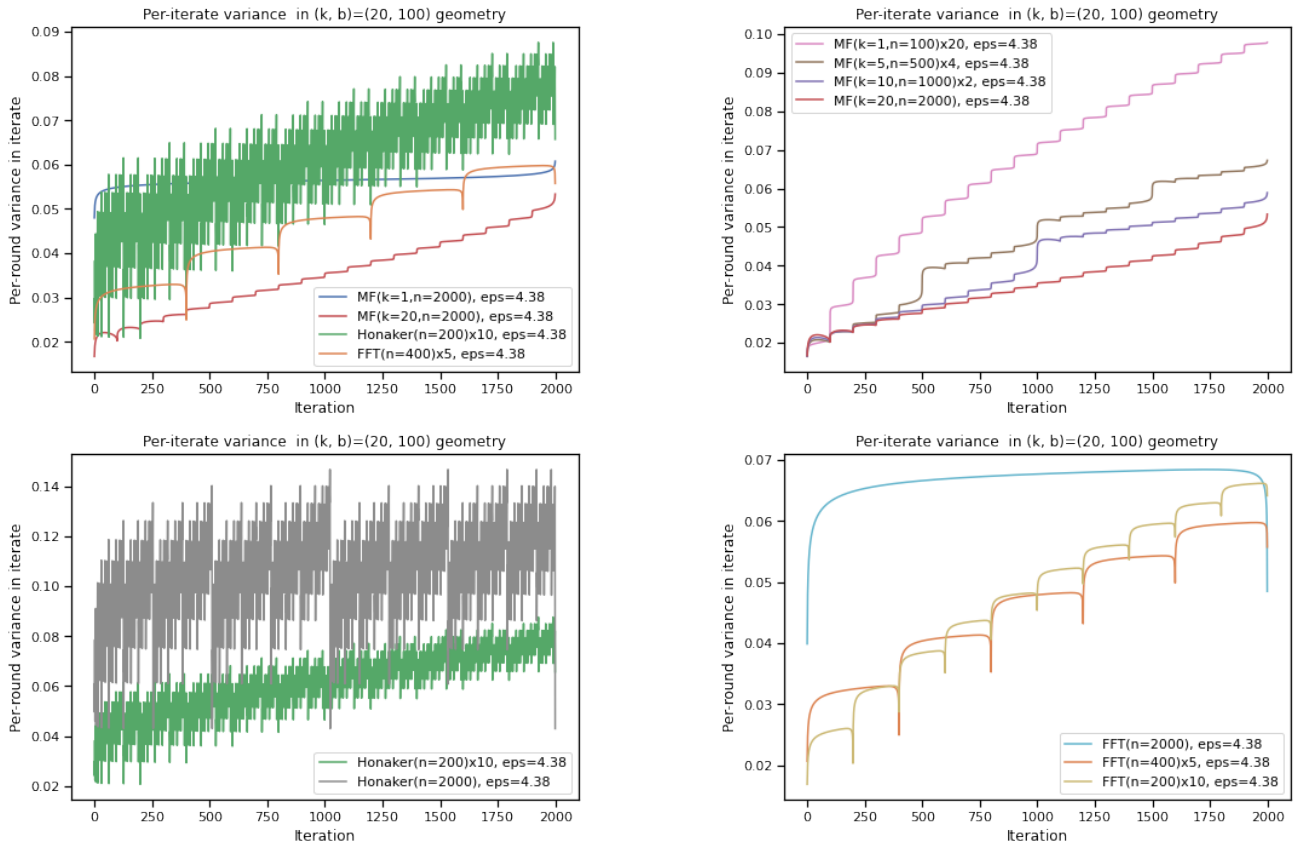 Per-iterate variance  in (k, b)=(20, 100) geometry
Per-round variance in iterate
0.09
0.08
0.07
0.06
0.05
0.04
0.03
0.02
MF(k=1,n=2000), eps=4.38
MF(k=20,n=2000), eps=4.38
Honaker(n=200)x10, eps=4.38
FFT(n=400)x5, eps=4.38
0 250 500 750 1000 1250 1500 1750 2000
Iteration
Per-iterate variance  in (k, b)=(20, 100) geometry
Per-round variance in iterate
0.10
0.09
0.08
0.07
0.06
0.05
0.04
0.03
0.02
MF(k=1,n=100)x20, eps=4.38
MF(k=5,n=500)x4, eps=4.38
MF(k=10,n=1000)x2, eps=4.38
MF(k=20,n=2000), eps=4.38
0 250 500 750 1000 1250 1500 1750 2000
Iteration
Per-iterate variance  in (k, b)=(20, 100) geometry
Per-round variance in iterate
0.14
0.12
0.10
0.08
0.06
0.04
0.02
Honaker(n=200)x10, eps=4.38
Honaker(n=2000), eps=4.38
0 250 500 750 1000 1250 1500 1750 2000
Iteration
Per-iterate variance  in (k, b)=(20, 100) geometry
Per-round variance in iterate
0.07
0.06
0.05
0.04
0.03
0.02
FFT(n=2000), eps=4.38
FFT(n=400)x5, eps=4.38
FFT(n=200)x10, eps=4.38
0 250 500 750 1000 1250 1500 1750 2000
Iteration